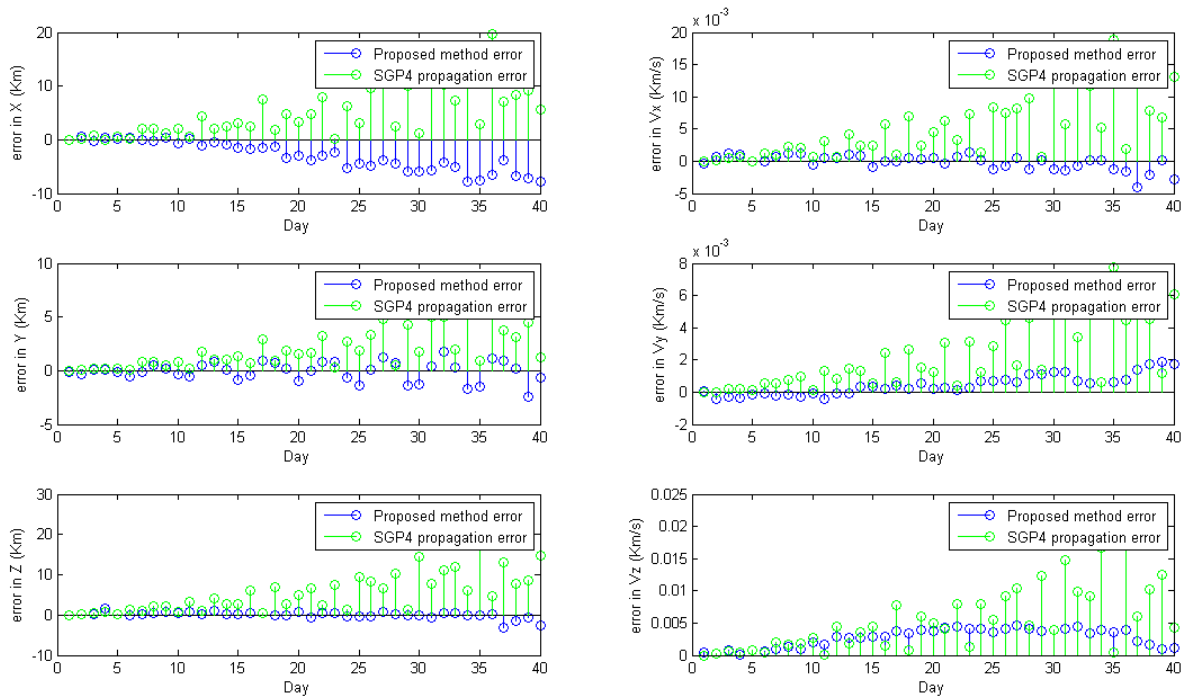 20
10
0
-10
error in X (Km)
0 5 10 15 20 25 30 35 40
Day
Proposed method error
SGP4 propagation error
x 10-3
20
15
10
5
0
-5
error in Vx (Km/s)
0 5 10 15 20 25 30 35 40
Day
Proposed method error
SGP4 propagation error
10
5
0
-5
error in Y (Km)
0 5 10 15 20 25 30 35 40
Day
Proposed method error
SGP4 propagation error
x 10-3
8
6
4
2
0
-2
error in Vy (Km/s)
0 5 10 15 20 25 30 35 40
Day
Proposed method error
SGP4 propagation error
30
20
10
0
-10
error in Z (Km)
0 5 10 15 20 25 30 35 40
Day
Proposed method error
SGP4 propagation error
0.025
0.02
0.015
0.01
0.005
0
error in Vz (Km/s)
0 5 10 15 20 25 30 35 40
Day
Proposed method error
SGP4 propagation error